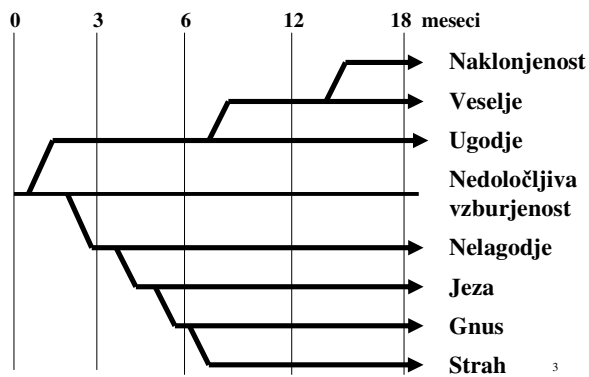 0 3 6 12 18 meseci
Naklonjenost
Veselje
Ugodje
Nedoločljiva
vzburjenost
Nelagodje
Jeza
Gnus
Strah
3